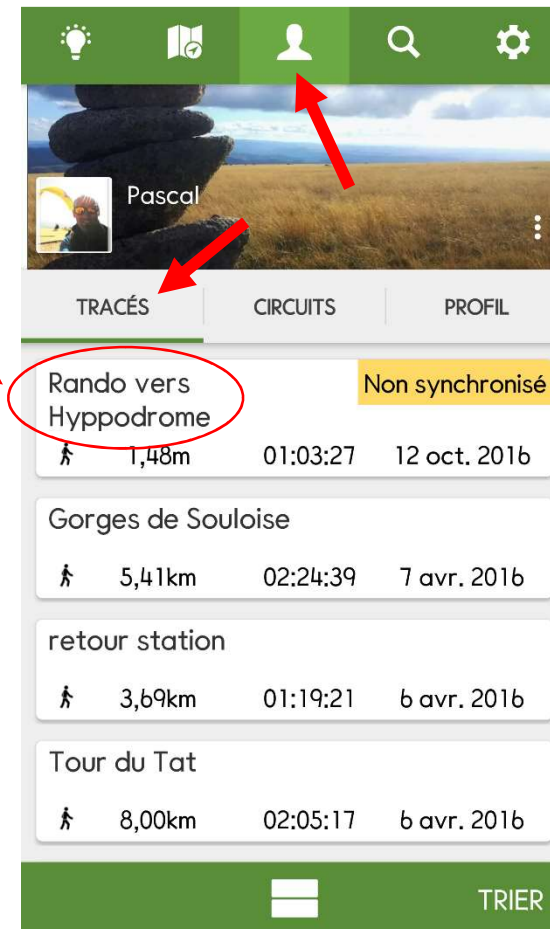 Pascal
TRACÉS CIRCUITS PROFIL
Rando vers Non synchronisé
Hyppodrome
1,48m 01:03:27 12 oct. 2016
Gorges de Souloise
5,41km 02:24:39 7 avr. 2016
retour station
3,69km 01:19:21 6 avr. 2016
Tour du Tat
8,00km 02:05:17 6 avr. 2016
TRIER